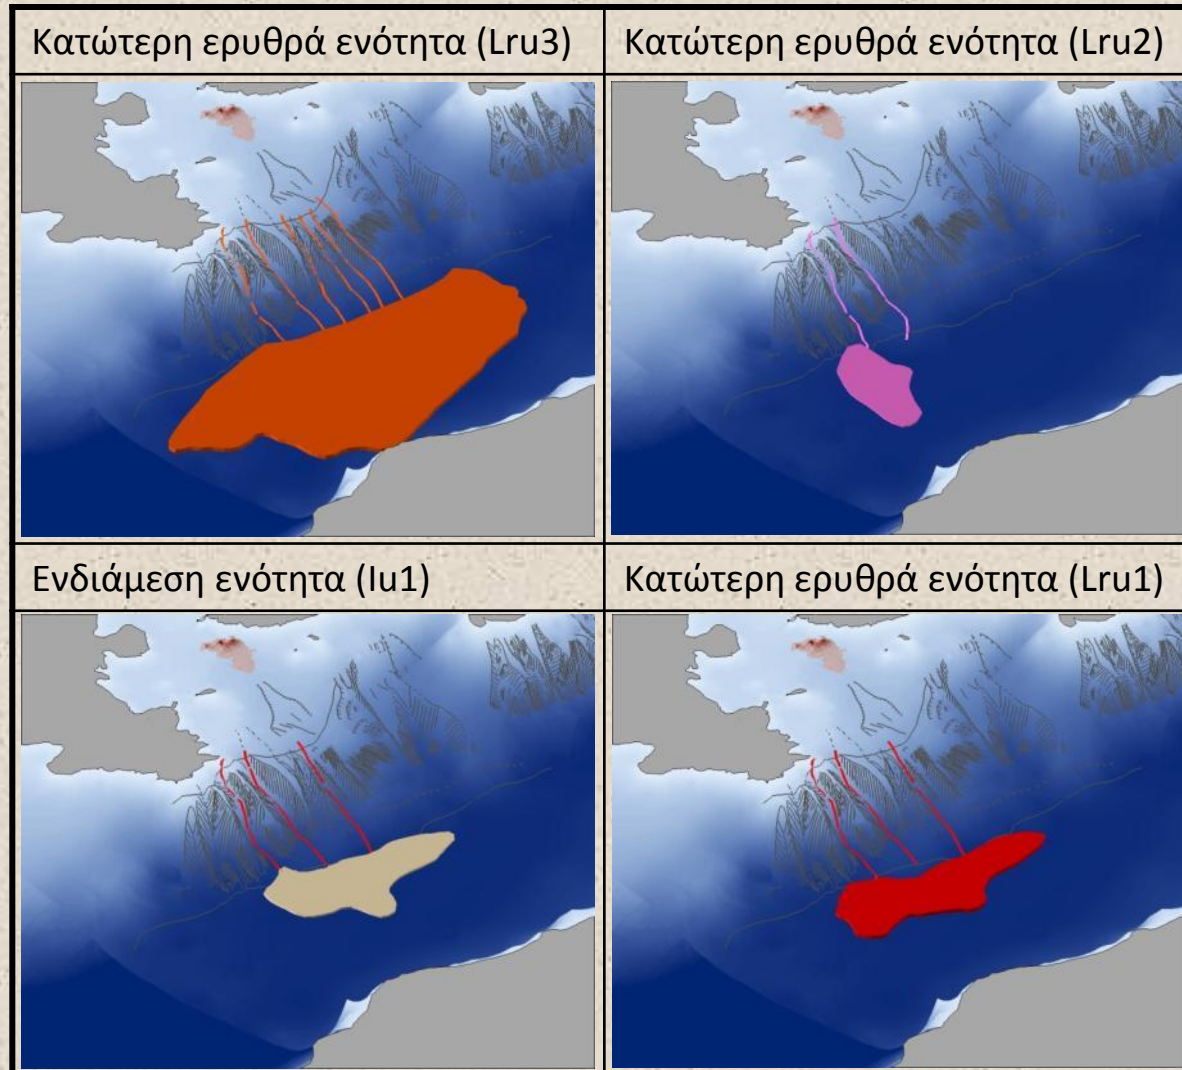 Κατώτερη ερυθρά ενότητα (Lru3)
Κατώτερη ερυθρά ενότητα (Lru2)
Ενδιάμεση ενότητα (Iu1)
Κατώτερη ερυθρά ενότητα (Lru1)